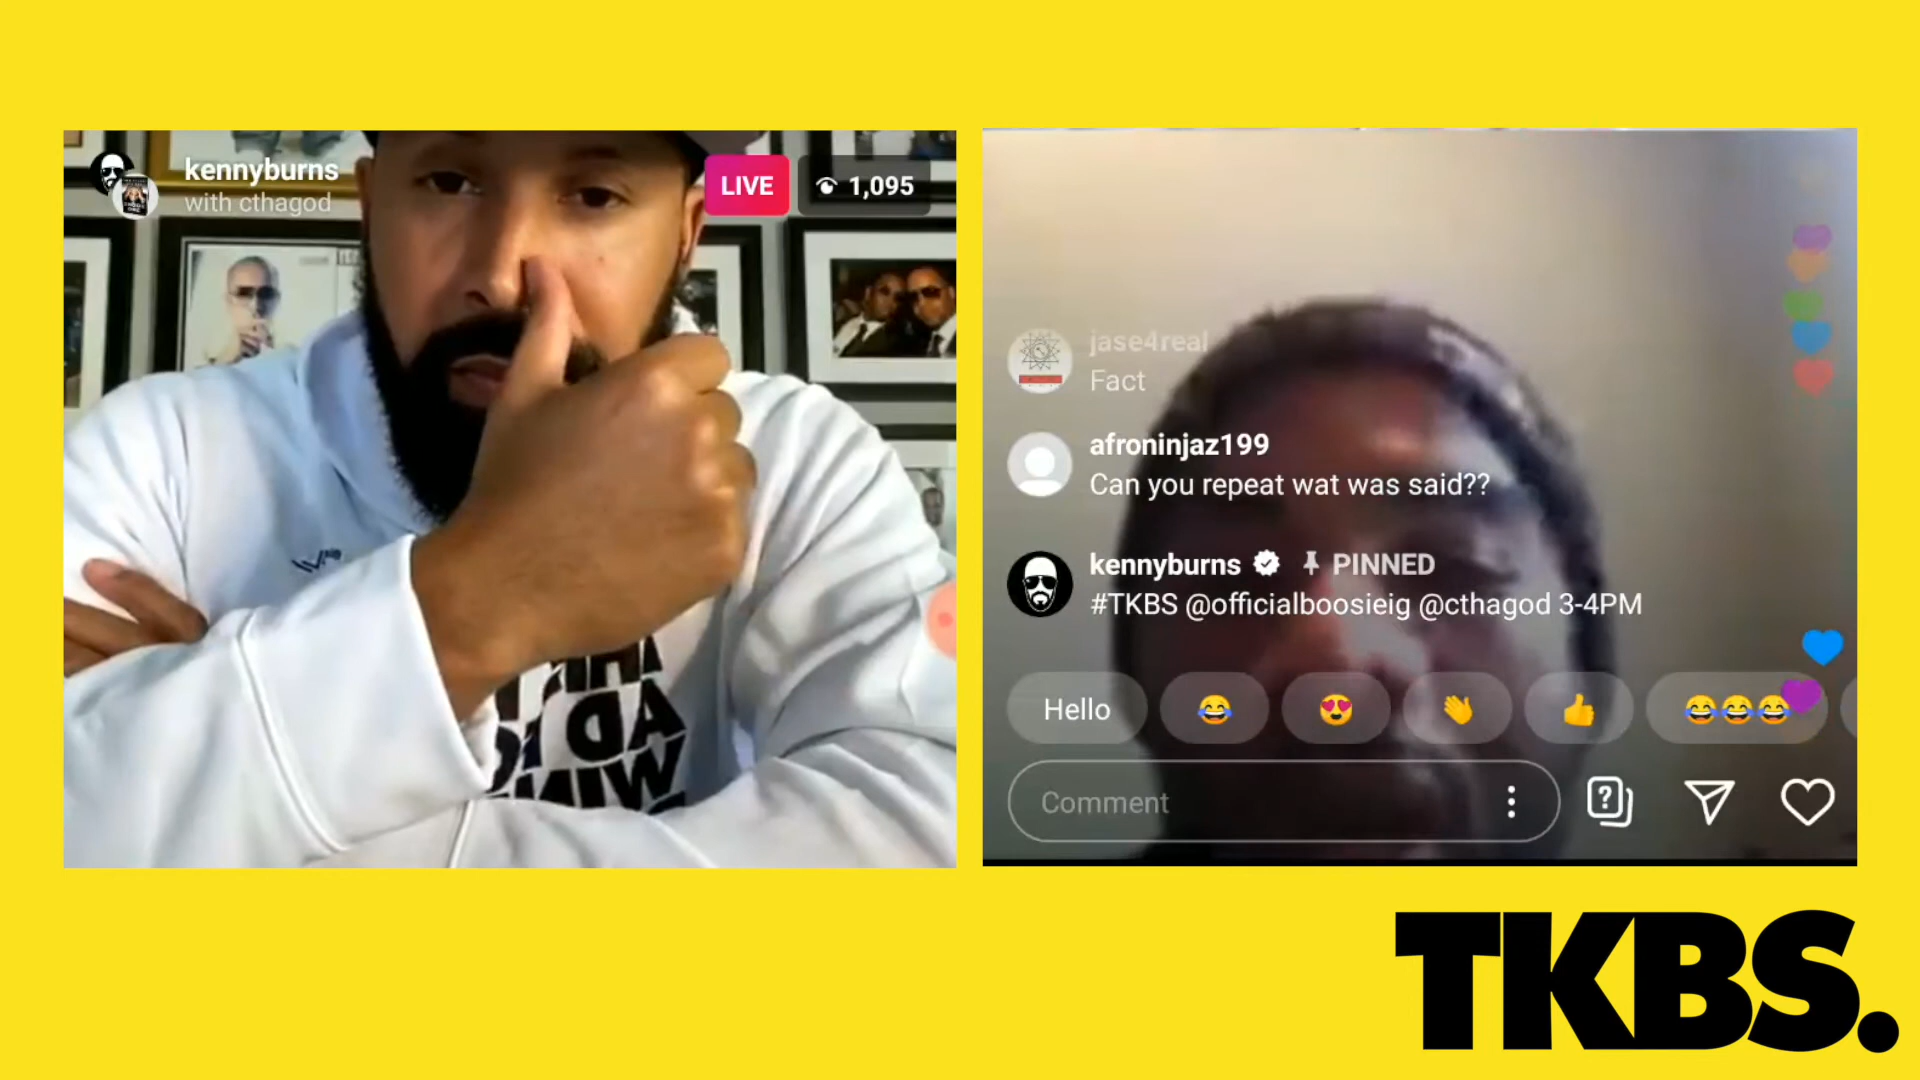 kennyburns
with cthagod
LIVE
1,095
jase4real
Fact
afroninjaz199
Can you repeat wat was said??
kennyburns PINNED
#TKBS @officialboosieig @cthagod 3-4PM
Hello
Comment
TKBS.